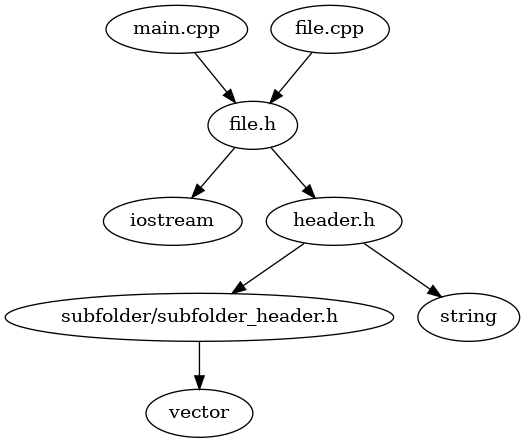 main.cpp
file.cpp
file.h
iostream
header.h
subfolder/subfolder_header.h
string
vector